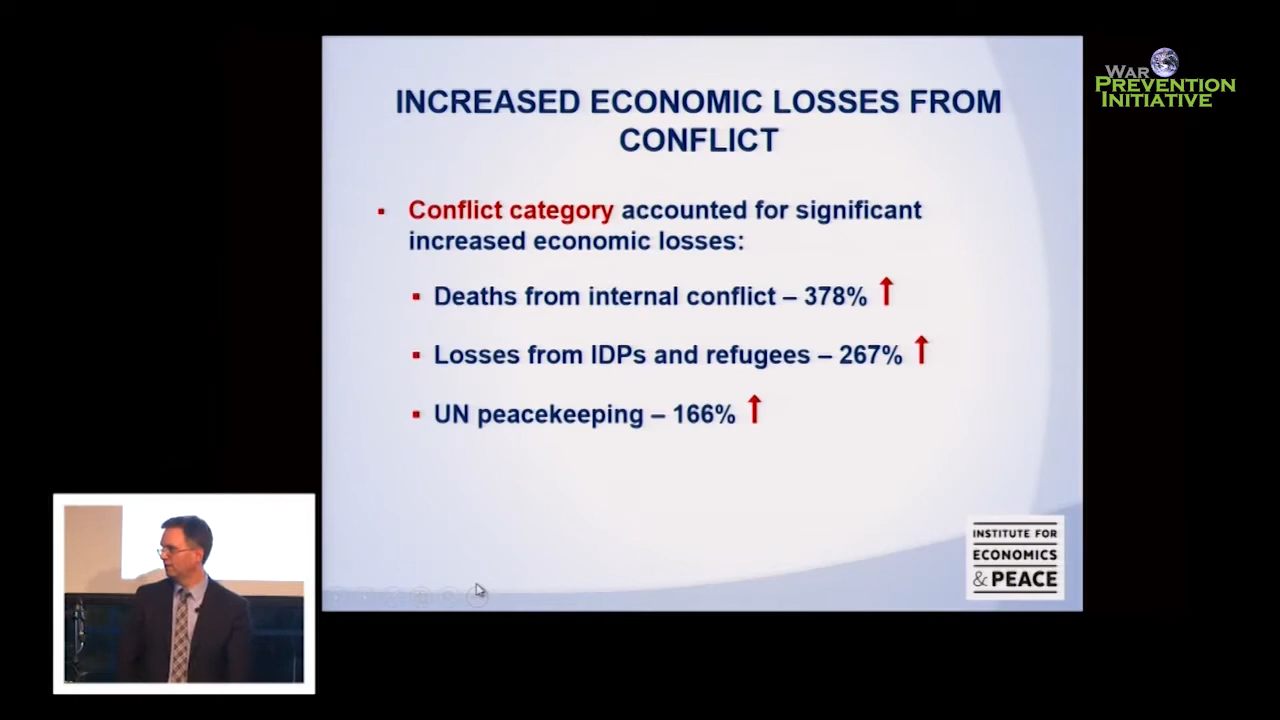 WAR
PREVENTION
INITIATIVE
INCREASED ECONOMIC LOSSES FROM
CONFLICT
▪ Conflict category accounted for significant
increased economic losses:
▪ Deaths from internal conflict – 378% ↑
▪ Losses from IDPs and refugees – 267% ↑
▪ UN peacekeeping – 166% ↑
INSTITUTE FOR
ECONOMICS
& PEACE